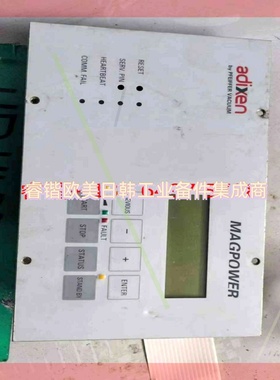 adixen
by PFEIFFER VACUUM
MAGPOWER
RESET
SERV. PIN
HEARTBEAT
COMM. FAIL
睿锴欧美日韩工业备件集成商
FAULT
STOP
STATUS
STANDBY
-
+
ENTER